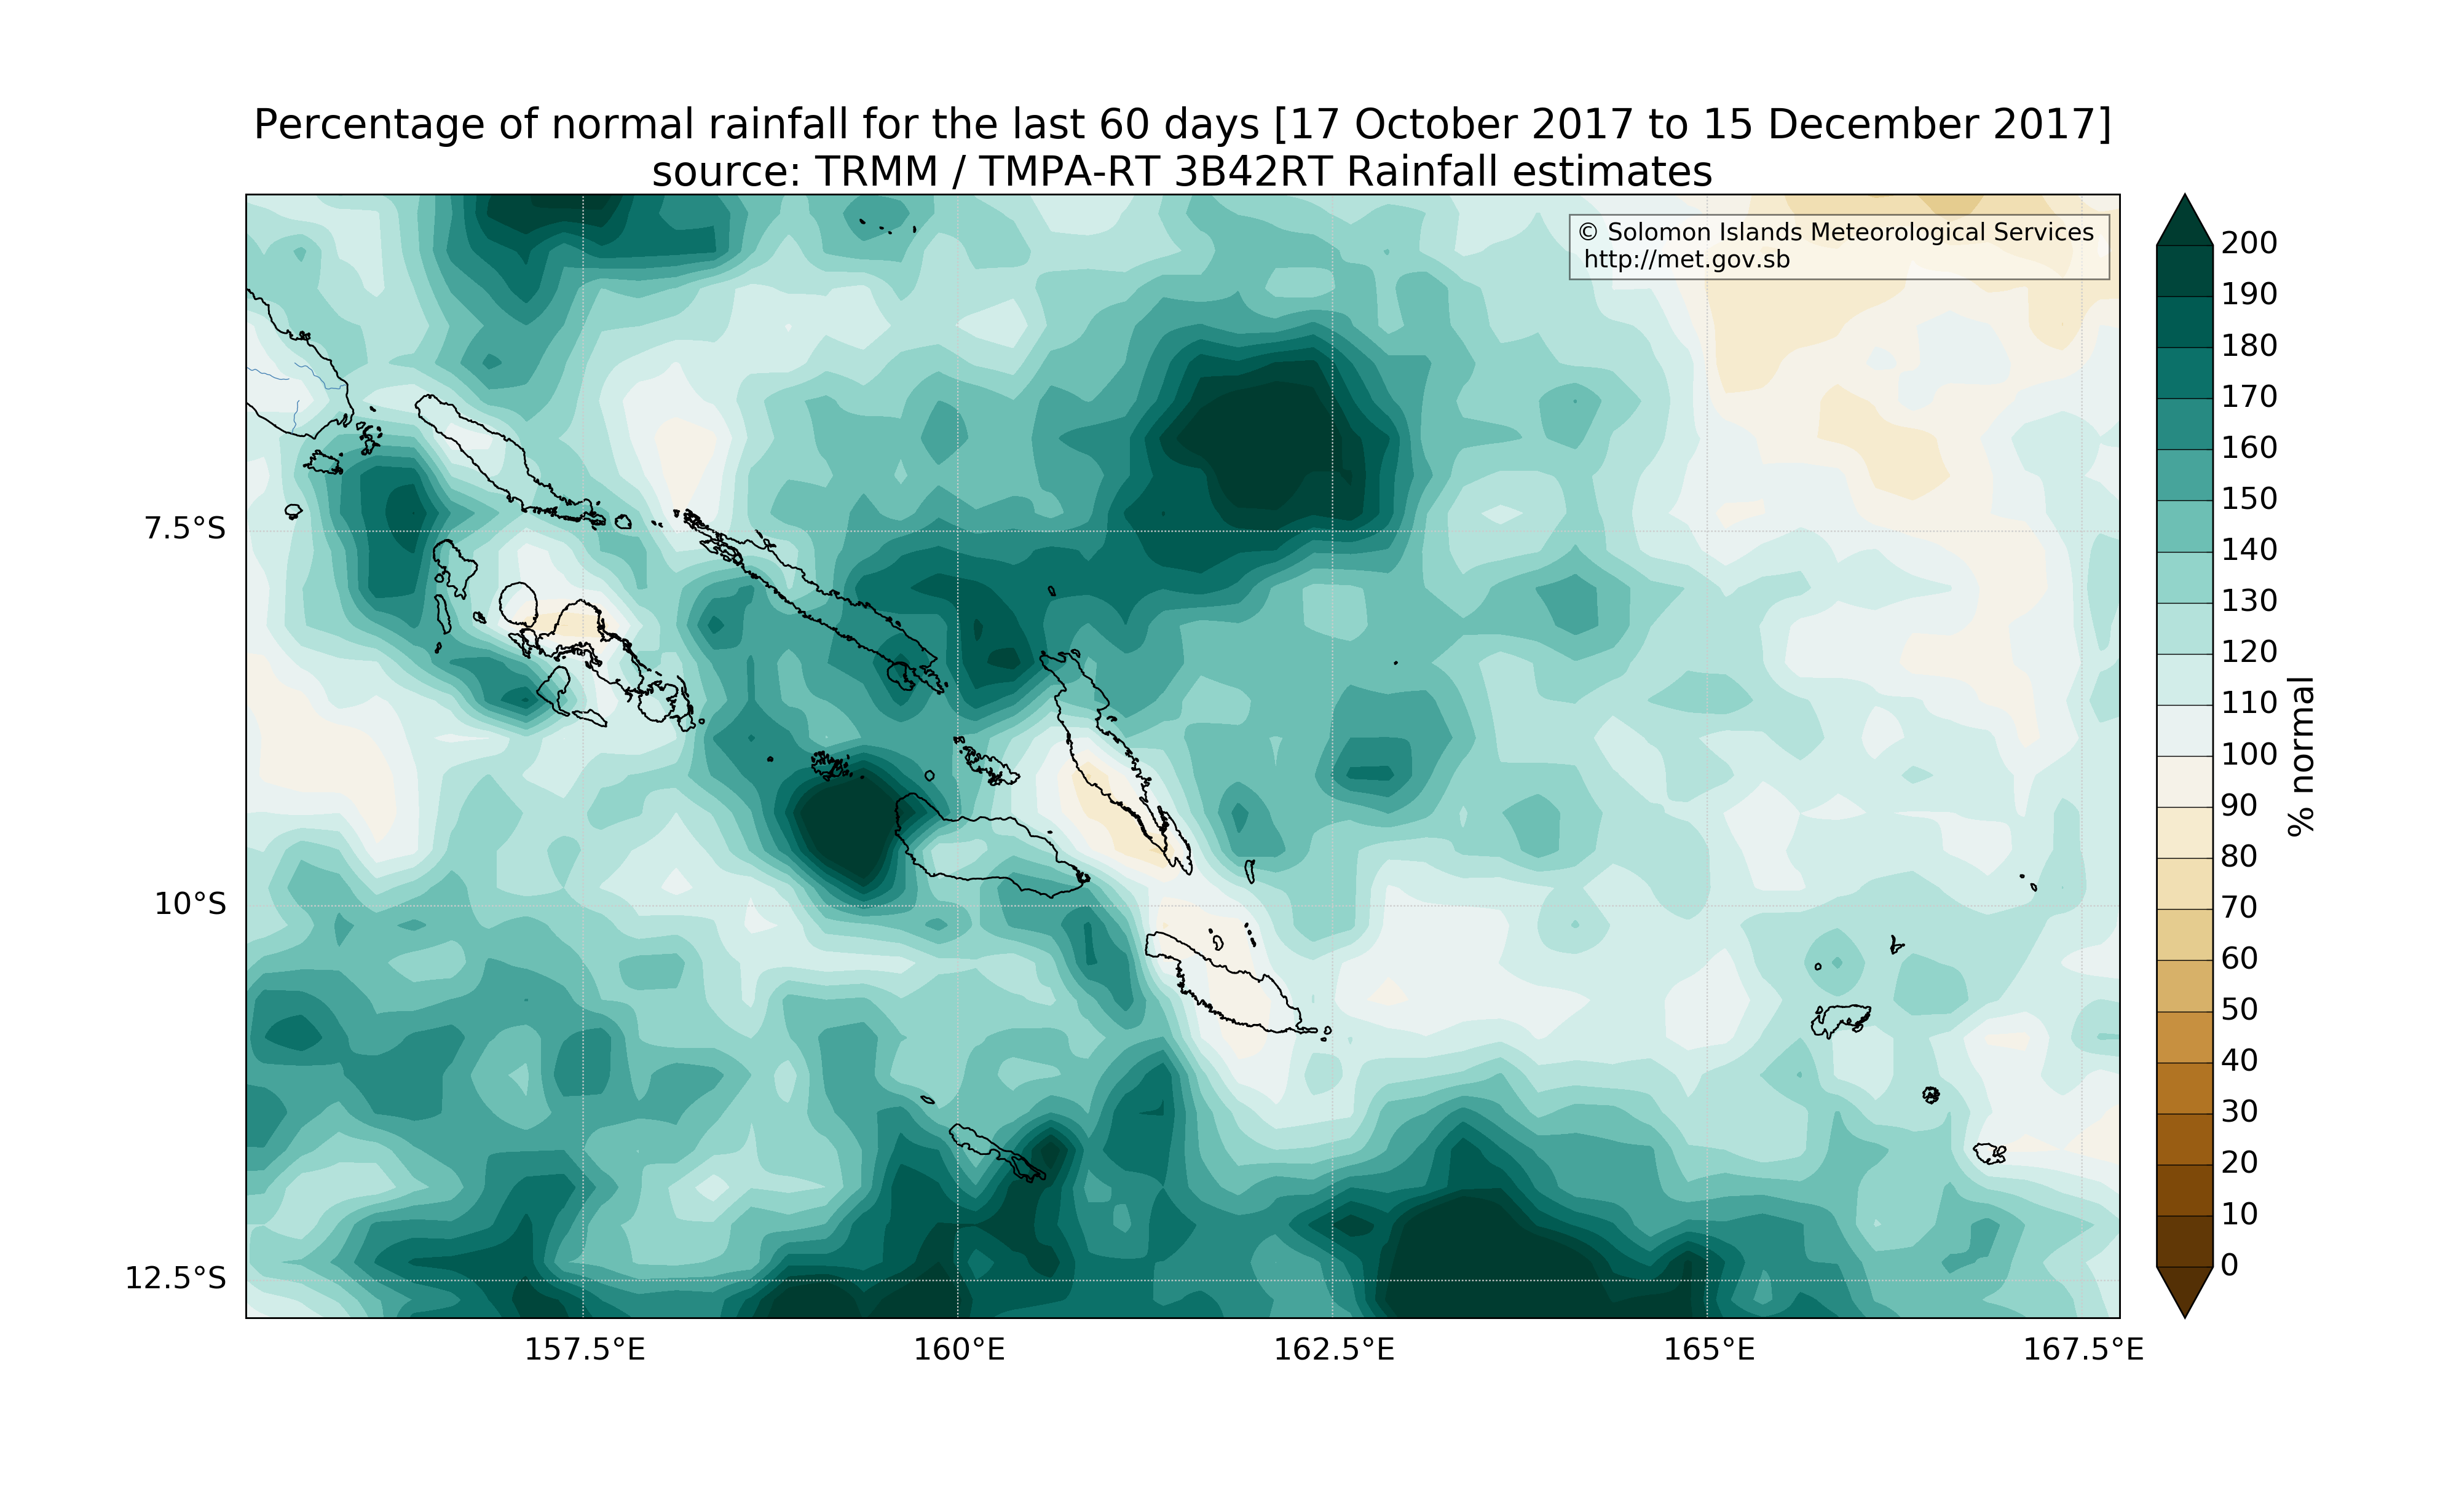 Percentage of normal rainfall for the last 60 days [17 October 2017 to 15 December 2017]
source: TRMM / TMPA-RT 3B42RT Rainfall estimates
© Solomon Islands Meteorological Services
http://met.gov.sb
7.5°S
10°S
12.5°S
157.5°E
160°E
162.5°E
165°E
167.5°E
200
190
180
170
160
150
140
130
120
110
100
90
80
70
60
50
40
30
20
10
0
% normal